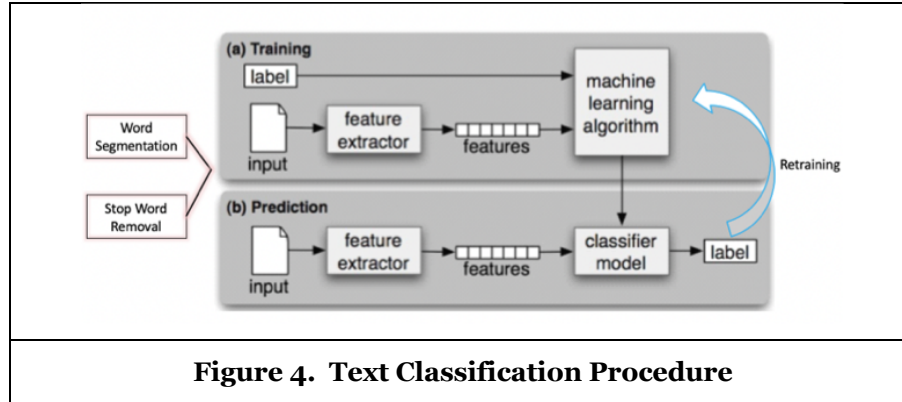 (a) Training
label
machine
learning
algorithm
feature
extractor
features
input
Word
Segmentation
Stop Word
Removal
Retraining
(b) Prediction
feature
extractor
features
input
classifier
model
label
Figure 4. Text Classification Procedure